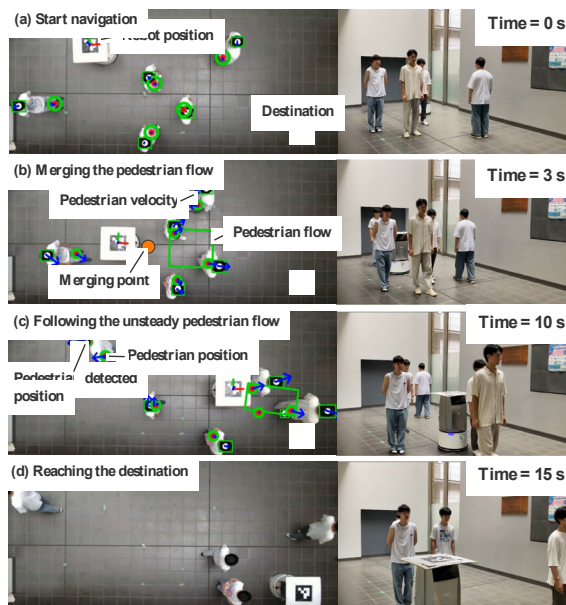 (a) Start navigation
Time = 0 s
Robot position
Destination
(b) Merging the pedestrian flow
Time = 3 s
Pedestrian velocity
Pedestrian flow
Merging point
(c) Following the unsteady pedestrian flow
Time = 10 s
Pedestrian position
Pedestrian detected
position
(d) Reaching the destination
Time = 15 s